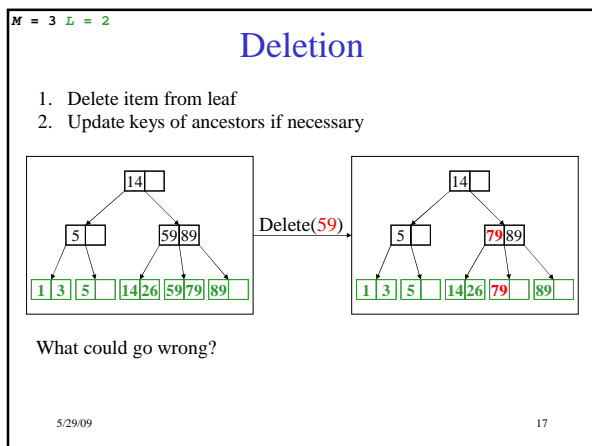 M = 3 L = 2
Deletion
1. Delete item from leaf
2. Update keys of ancestors if necessary
14
5
59 89
1 3 5 14 26 59 79 89
Delete(59)
14
5
79 89
1 3 5 14 26 79 89
What could go wrong?
5/29/09
17